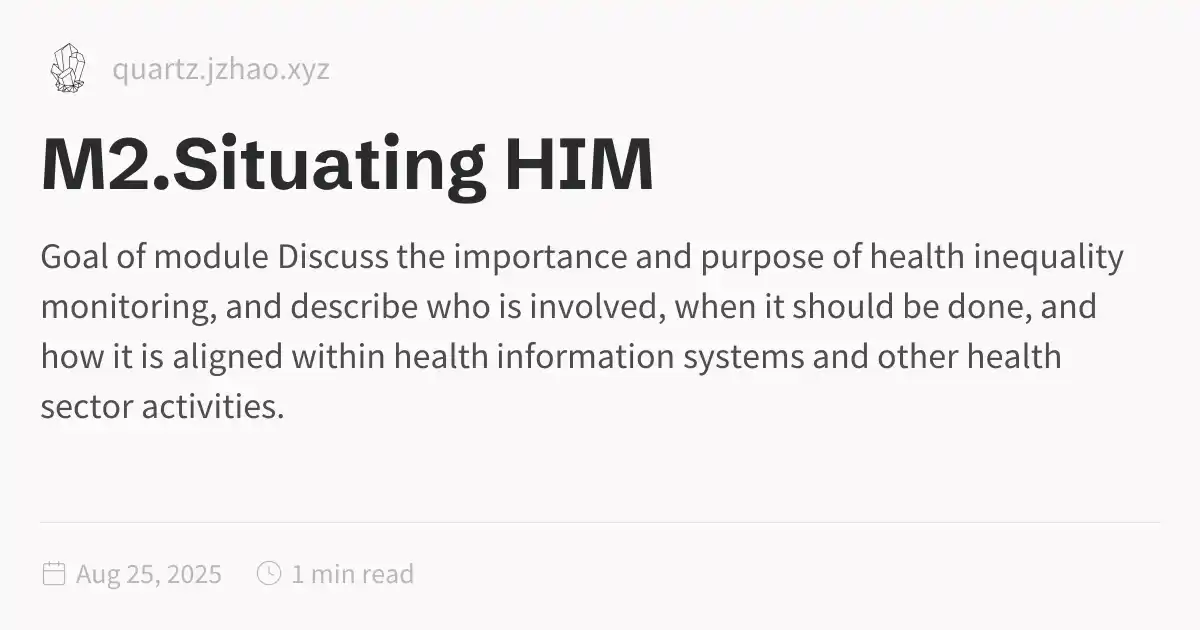 quartz.jzhao.xyz
M2.Situating HIM
Goal of module Discuss the importance and purpose of health inequality
monitoring, and describe who is involved, when it should be done, and
how it is aligned within health information systems and other health
sector activities.
Aug 25, 2025
1 min read